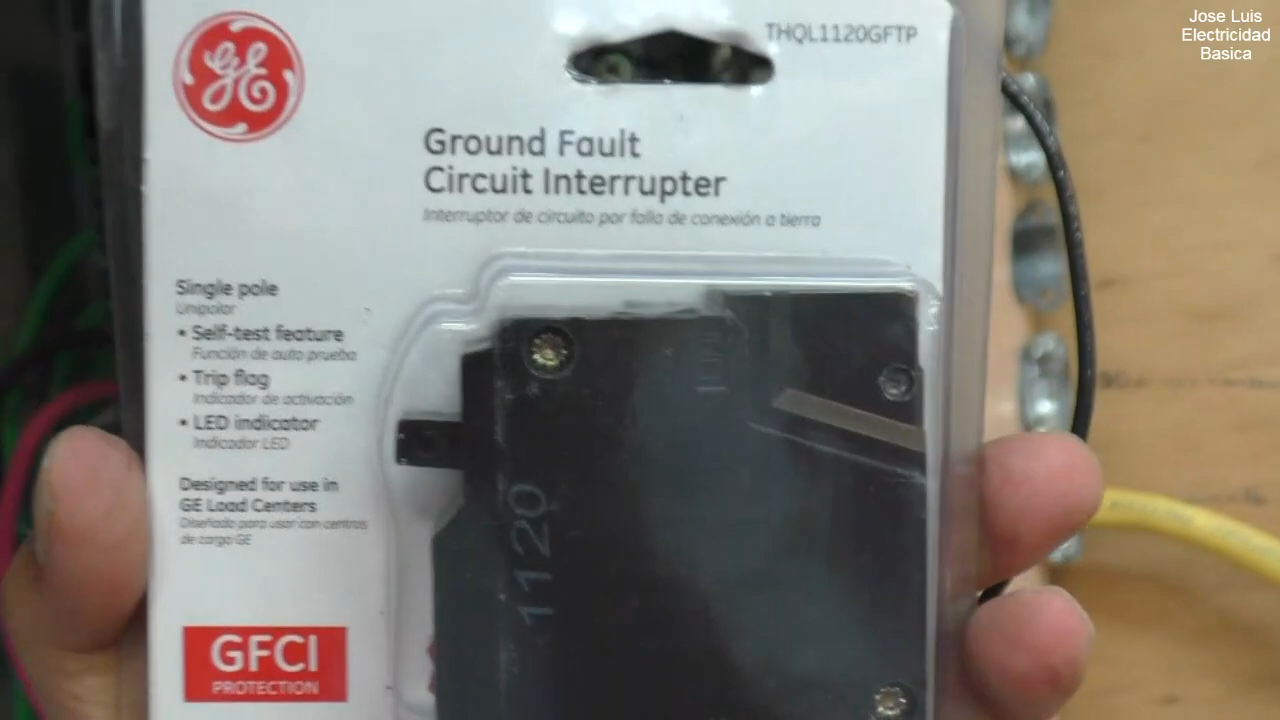 Jose Luis
Electricidad
Basica
GE
THQL1120GFTP
Ground Fault
Circuit Interrupter
Interruptor de circuito por falla de conexión a tierra
Single pole
Unipolar
• Self-test feature
Función de auto prueba
• Trip flag
Indicador de activación
• LED indicator
Indicador LED
Designed for use in
GE Load Centers
Diseñado para usar con centros
de carga GE
1120
GFCI
PROTECTION